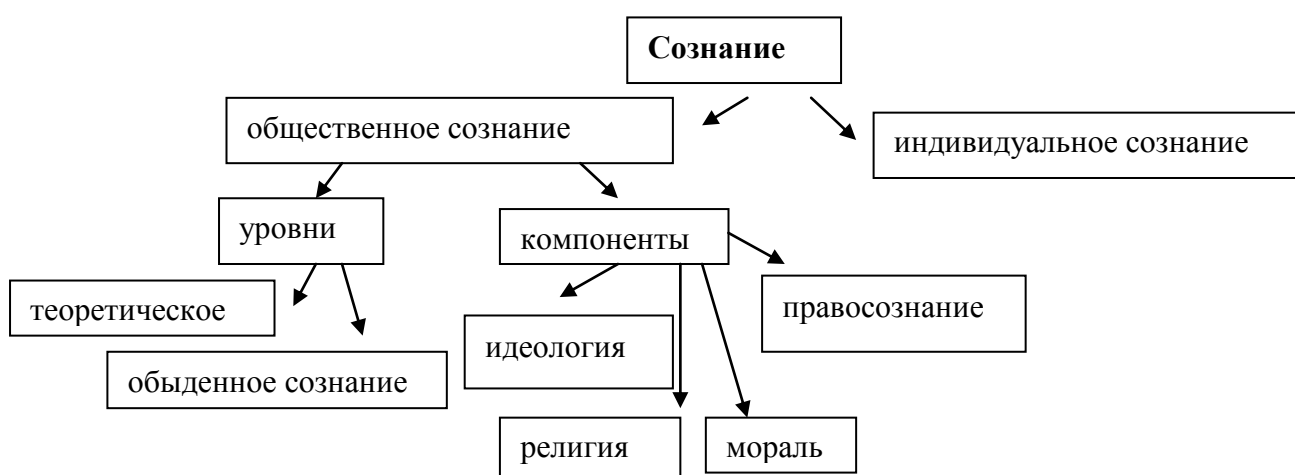 Сознание
общественное сознание
индивидуальное сознание
уровни
компоненты
теоретическое
правосознание
идеология
обыденное сознание
религия
мораль